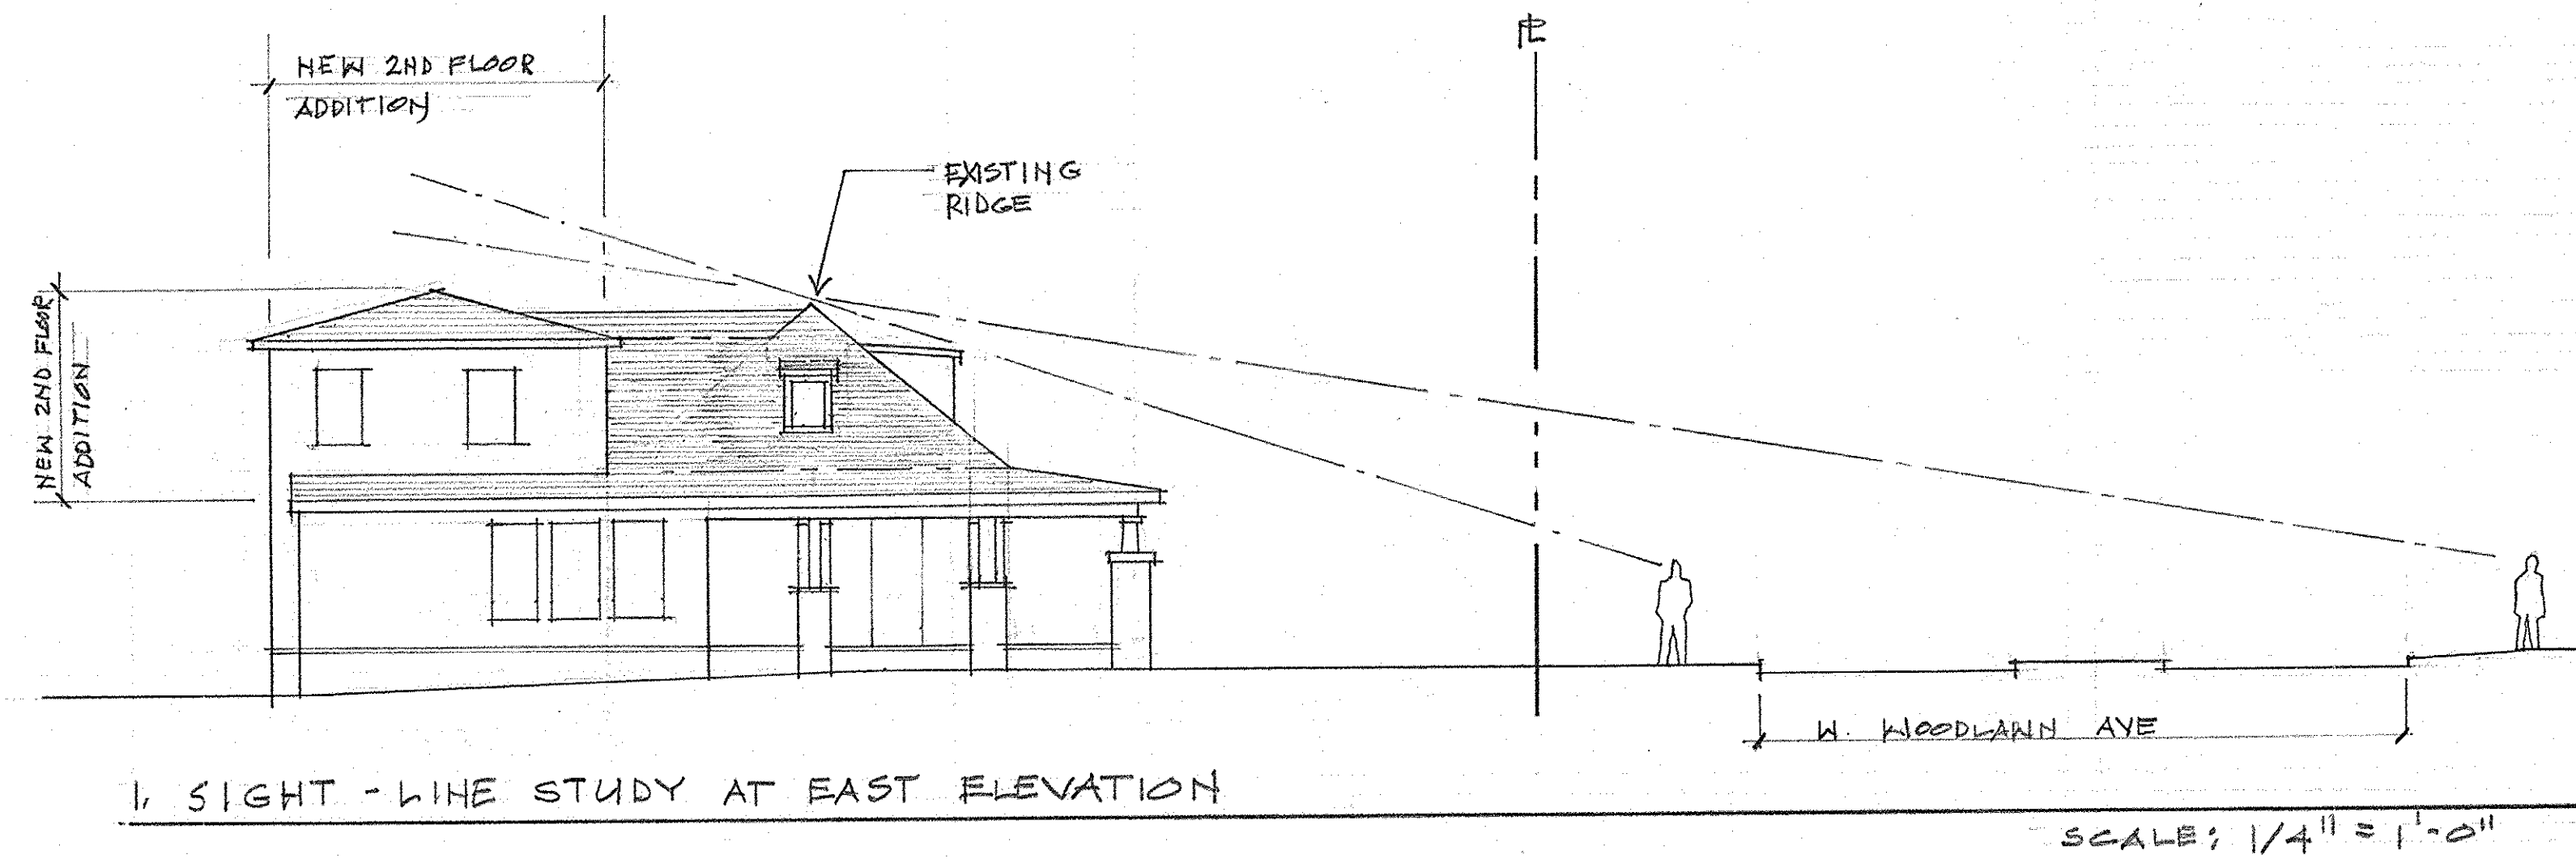 NEW 2ND FLOOR
ADDITION
PL
EXISTING
RIDGE
NEW 2ND FLOOR
ADDITION
W. WOODLAWN AVE
1. SIGHT-LINE STUDY AT EAST ELEVATION
SCALE: 1/4" = 1'-0"